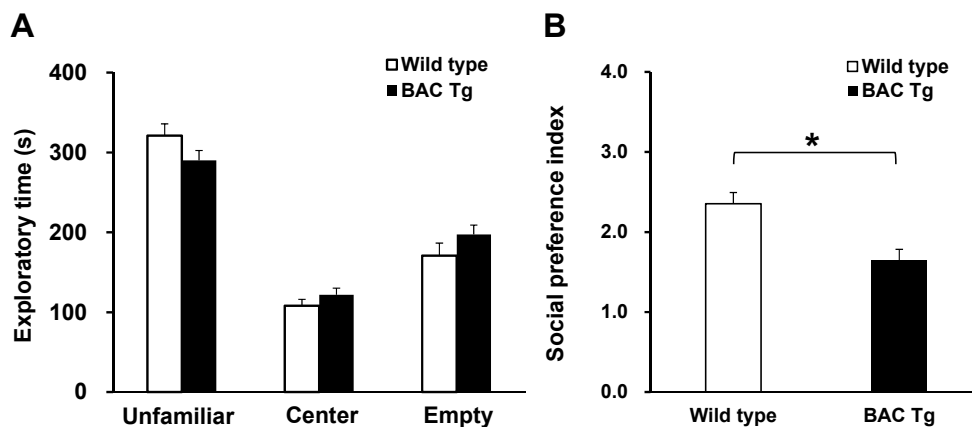 A
Wild type
BAC Tg
Exploratory time (s)
400
300
200
100
0
Unfamiliar Center Empty
B
Wild type
BAC Tg
Social preference index
4.0
3.0
2.0
1.0
0.0
*
Wild type BAC Tg